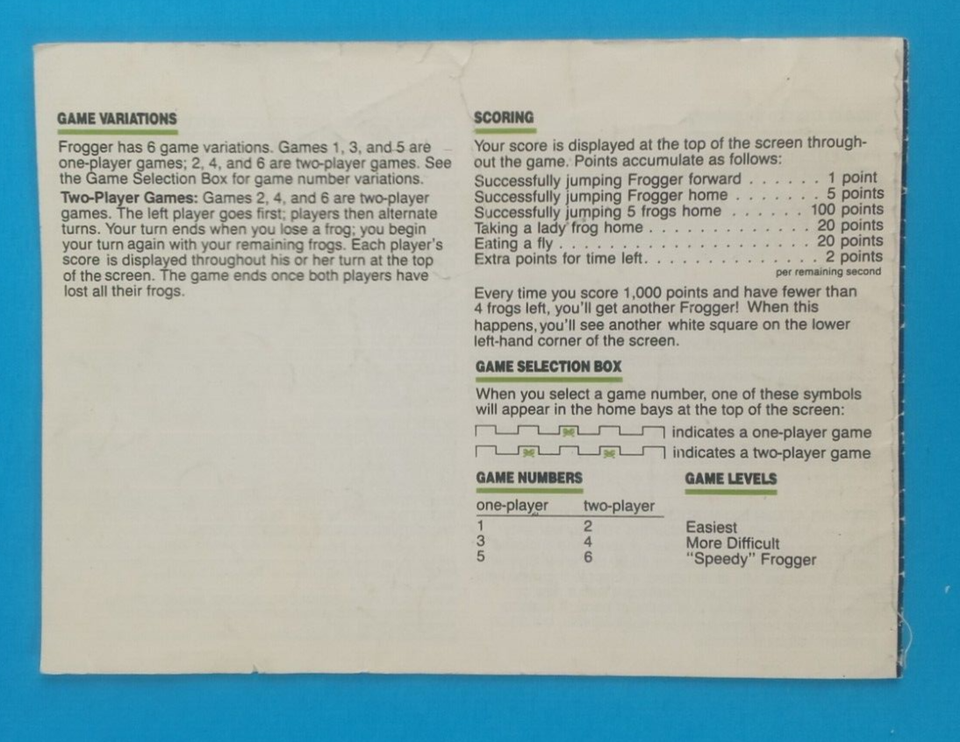 GAME VARIATIONS
Frogger has 6 game variations. Games 1, 3, and 5 are
one-player games; 2, 4, and 6 are two-player games. See
the Game Selection Box for game number variations.
Two-Player Games: Games 2, 4, and 6 are two-player
games. The left player goes first; players then alternate
turns. Your turn ends when you lose a frog; you begin
your turn again with your remaining frogs. Each player's
score is displayed throughout his or her turn at the top
of the screen. The game ends once both players have
lost all their frogs.
SCORING
Your score is displayed at the top of the screen through-
out the game. Points accumulate as follows:
Successfully jumping Frogger forward . . . . . . 1 point
Successfully jumping Frogger home . . . . . . . . 5 points
Successfully jumping 5 frogs home . . . . . . . 100 points
Taking a lady frog home . . . . . . . . . . . . . . 20 points
Eating a fly . . . . . . . . . . . . . . . . . . . . . . 20 points
Extra points for time left. . . . . . . . . . . . . . . 2 points
per remaining second
Every time you score 1,000 points and have fewer than
4 frogs left, you'll get another Frogger! When this
happens, you'll see another white square on the lower
left-hand corner of the screen.
GAME SELECTION BOX
When you select a game number, one of these symbols
will appear in the home bays at the top of the screen:
indicates a one-player game
indicates a two-player game
GAME NUMBERS GAME LEVELS
one-player two-player
1 2 Easiest
3 4 More Difficult
5 6 "Speedy" Frogger